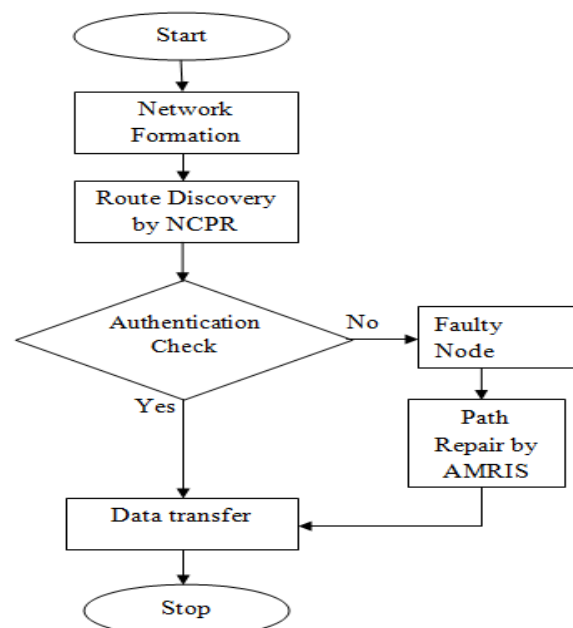 Start
Network
Formation
Route Discovery
by NCPR
Authentication
Check
No
Faulty
Node
Yes
Path
Repair by
AMRIS
Data transfer
Stop